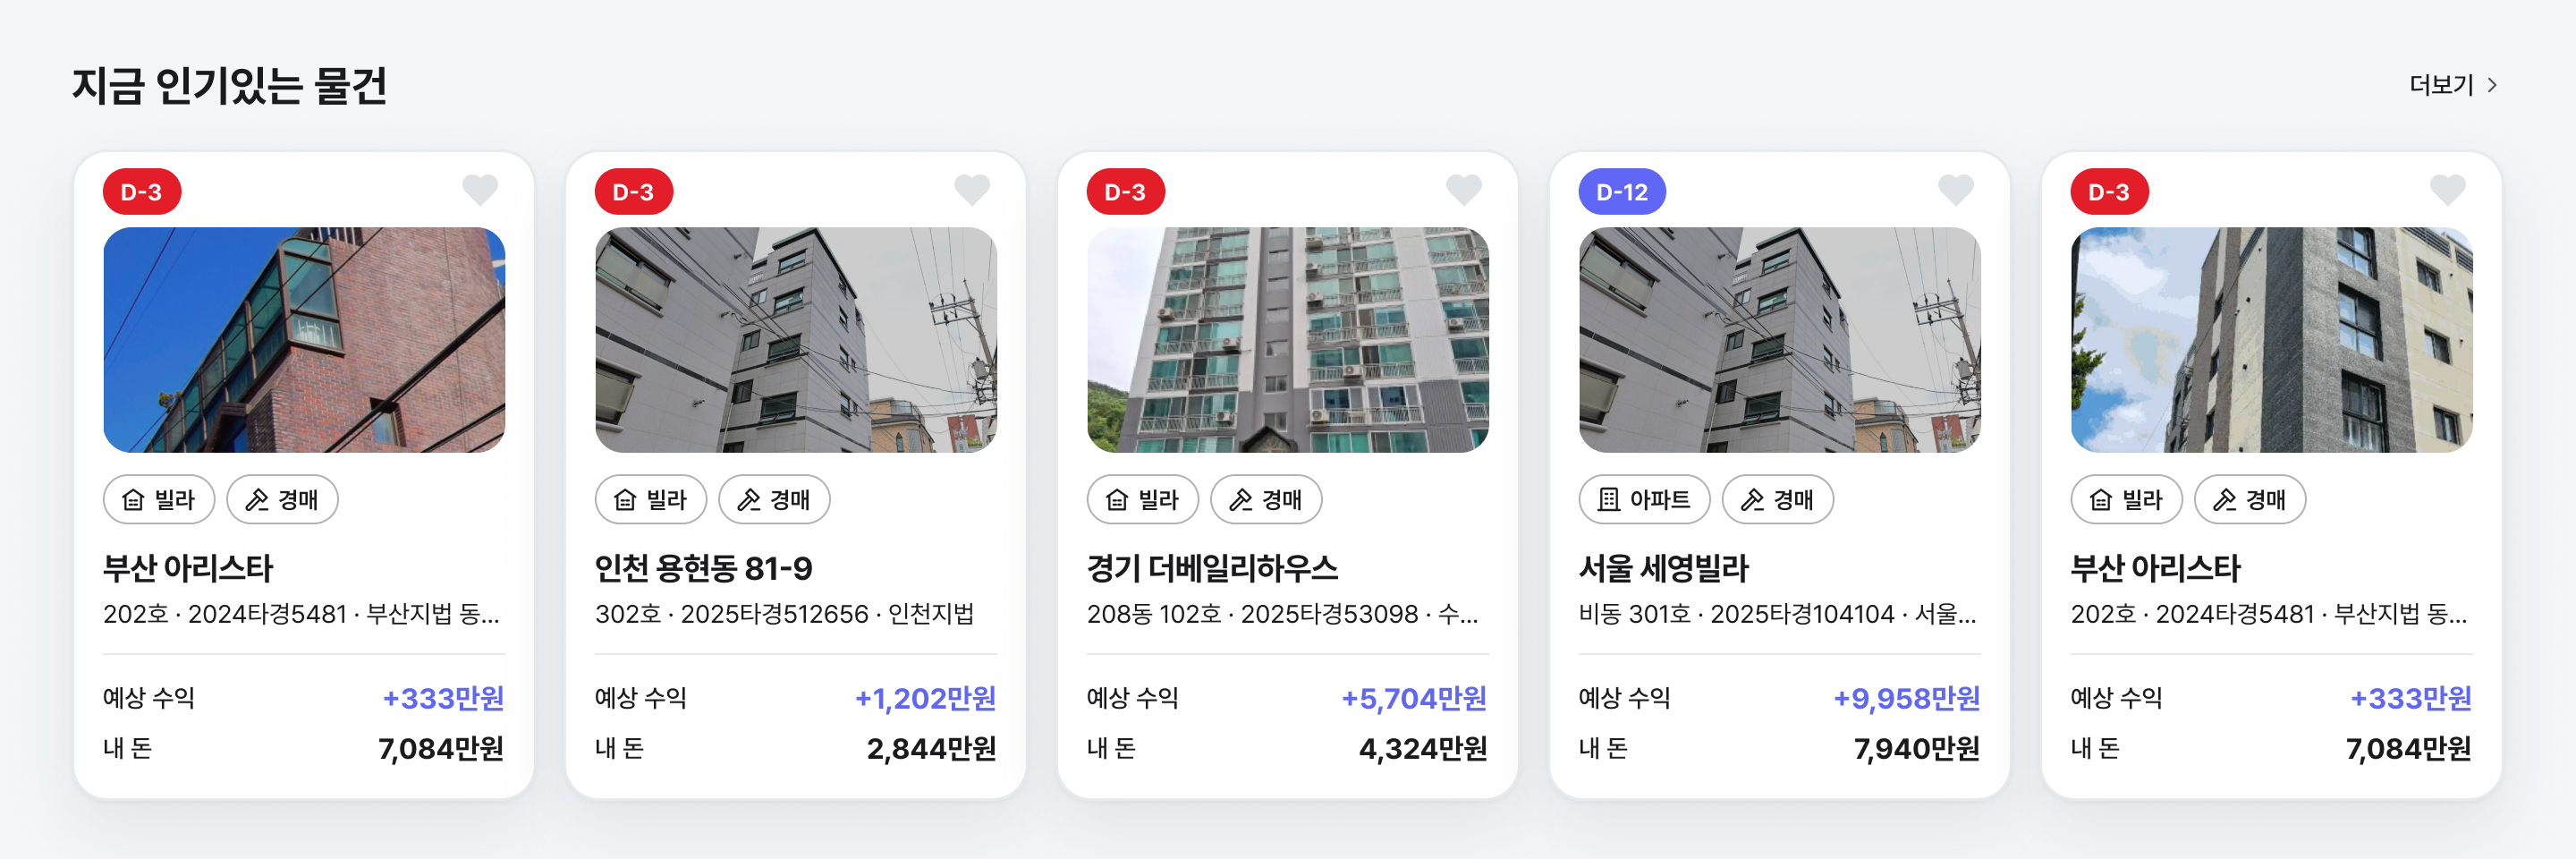 지금 인기있는 물건
더보기
D-3
빌라 경매
부산 아리스타
202호 · 2024타경5481 · 부산지법 동...
예상 수익 +333만원
내 돈 7,084만원
D-3
빌라 경매
인천 용현동 81-9
302호 · 2025타경512656 · 인천지법
예상 수익 +1,202만원
내 돈 2,844만원
D-3
빌라 경매
경기 더베일리하우스
208동 102호 · 2025타경53098 · 수...
예상 수익 +5,704만원
내 돈 4,324만원
D-12
아파트 경매
서울 세영빌라
비동 301호 · 2025타경104104 · 서울...
예상 수익 +9,958만원
내 돈 7,940만원
D-3
빌라 경매
부산 아리스타
202호 · 2024타경5481 · 부산지법 동...
예상 수익 +333만원
내 돈 7,084만원